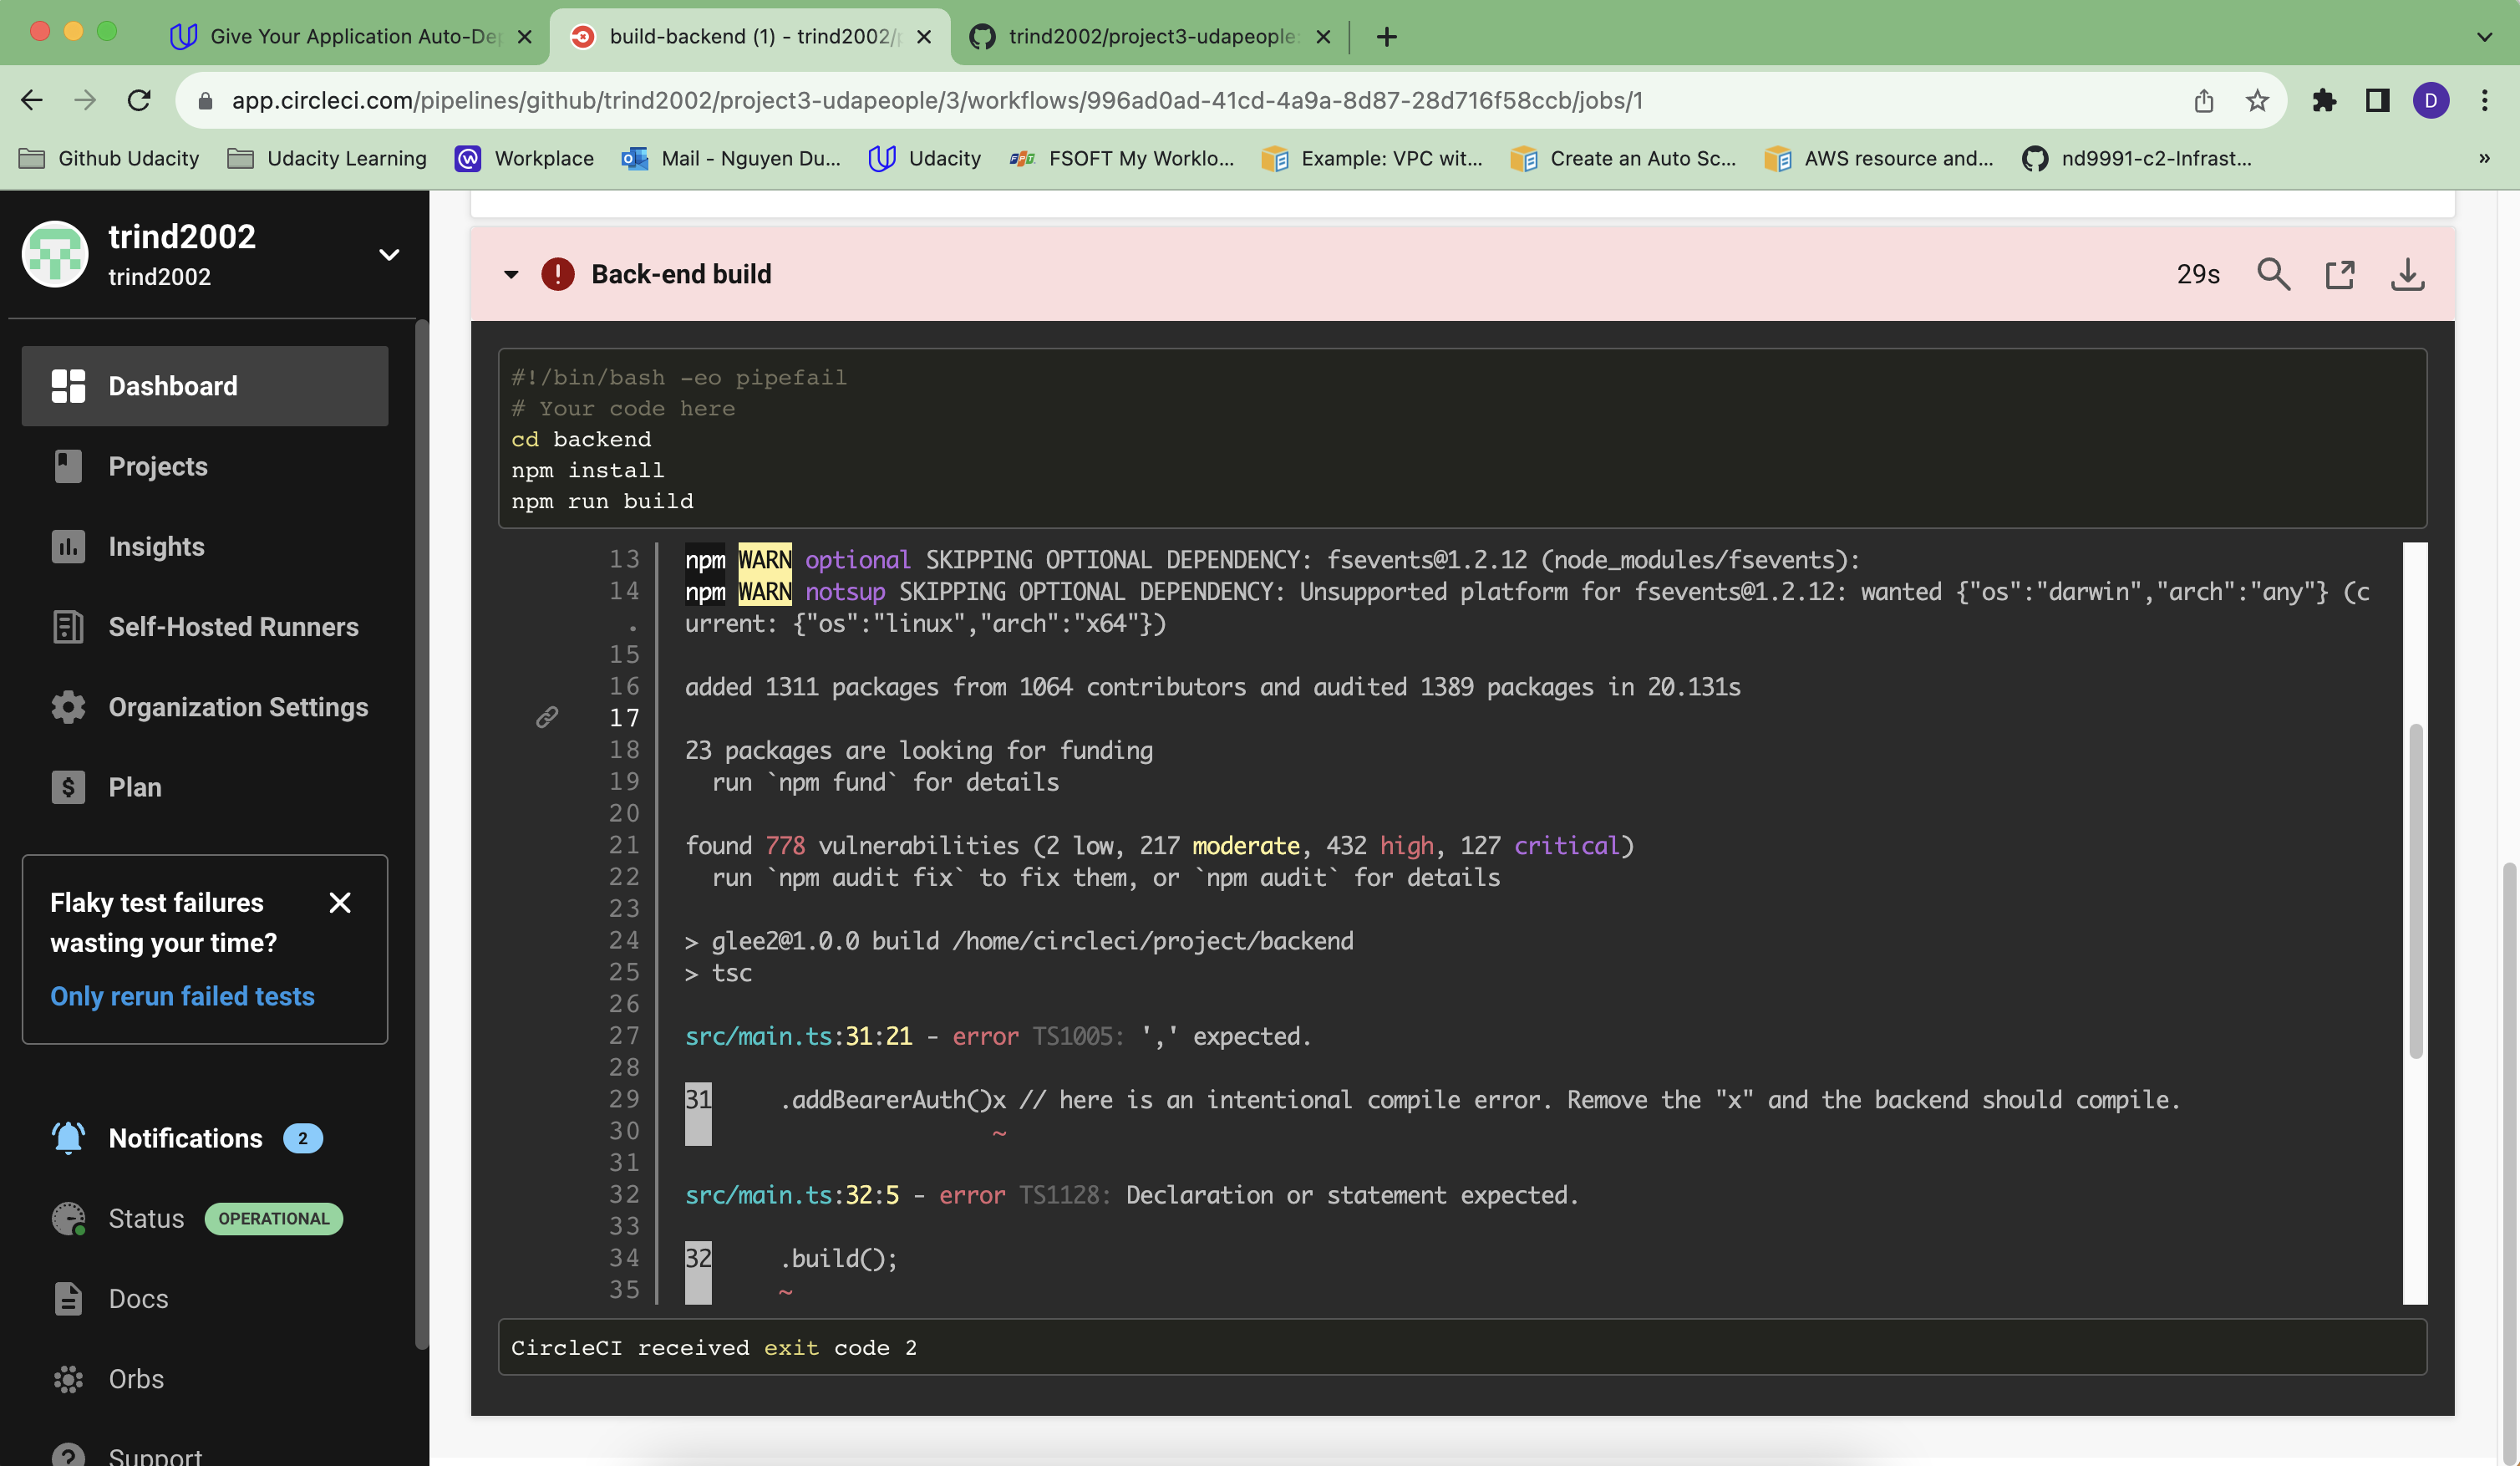 Give Your Application Auto-De
build-backend (1) - trind2002/
trind2002/project3-udapeople
app.circleci.com/pipelines/github/trind2002/project3-udapeople/3/workflows/996ad0ad-41cd-4a9a-8d87-28d716f58ccb/jobs/1
D
Github Udacity
Udacity Learning
Workplace
Mail - Nguyen Du...
Udacity
FSOFT My Worklo...
Example: VPC wit...
Create an Auto Sc...
AWS resource and...
nd9991-c2-Infrast...
»
trind2002
trind2002
Dashboard
Projects
Insights
Self-Hosted Runners
Organization Settings
Plan
Flaky test failures
wasting your time?
Only rerun failed tests
Notifications 2
Status OPERATIONAL
Docs
Orbs
Support
Back-end build
29s
#!/bin/bash -eo pipefail
# Your code here
cd backend
npm install
npm run build
13 npm WARN optional SKIPPING OPTIONAL DEPENDENCY: fsevents@1.2.12 (node_modules/fsevents):
14 npm WARN notsup SKIPPING OPTIONAL DEPENDENCY: Unsupported platform for fsevents@1.2.12: wanted {"os":"darwin","arch":"any"} (c
. urrent: {"os":"linux","arch":"x64"})
15
16 added 1311 packages from 1064 contributors and audited 1389 packages in 20.131s
17
18 23 packages are looking for funding
19 run `npm fund` for details
20
21 found 778 vulnerabilities (2 low, 217 moderate, 432 high, 127 critical)
22 run `npm audit fix` to fix them, or `npm audit` for details
23
24 > glee2@1.0.0 build /home/circleci/project/backend
25 > tsc
26
27 src/main.ts:31:21 - error TS1005: ',' expected.
28
29 31 .addBearerAuth()x // here is an intentional compile error. Remove the "x" and the backend should compile.
30 ~
31
32 src/main.ts:32:5 - error TS1128: Declaration or statement expected.
33
34 32 .build();
35 ~
CircleCI received exit code 2